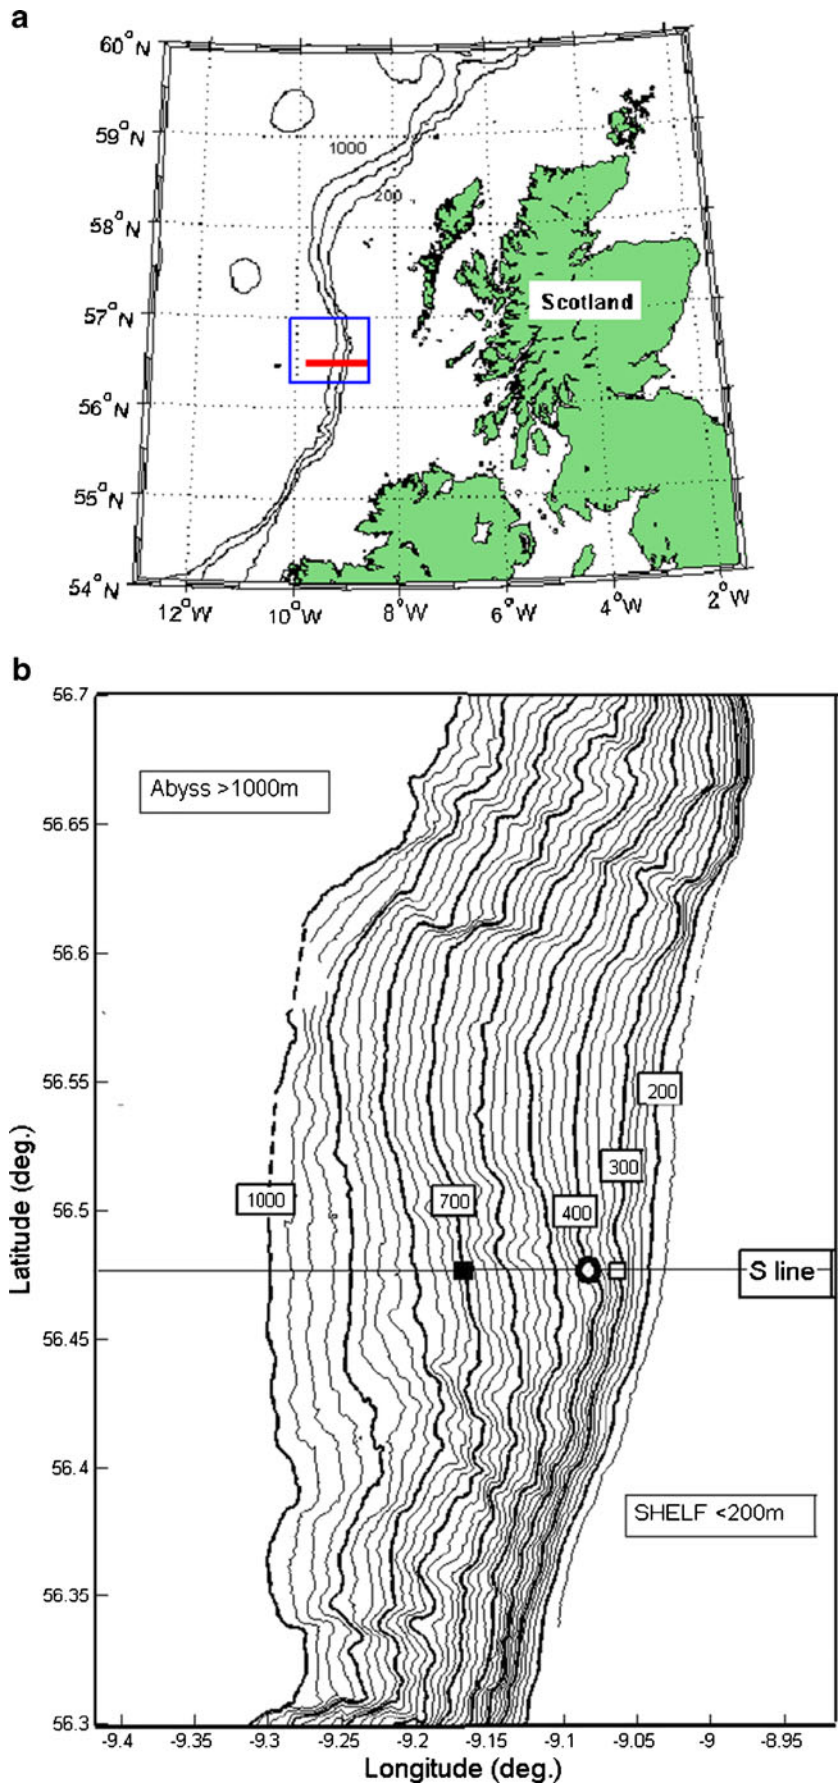 a
60°N
59°N
1000
200
58°N
Scotland
57°N
56°N
55°N
54°N
12°W 10°W 8°W 6°W 4°W 2°W
b
56.7
Abyss >1000m
56.65
56.6
56.55
200
300
1000 700 400
56.5
S line
56.45
56.4
SHELF <200m
56.35
56.3
-9.4 -9.3 -9.25 -9.2 -9.15 -9.1 -9.05 -9 -8.95
Latitude (deg.)
Longitude (deg.)